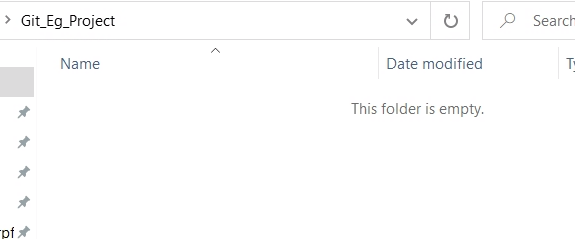 Git_Eg_Project
Search
Name
Date modified
This folder is empty.